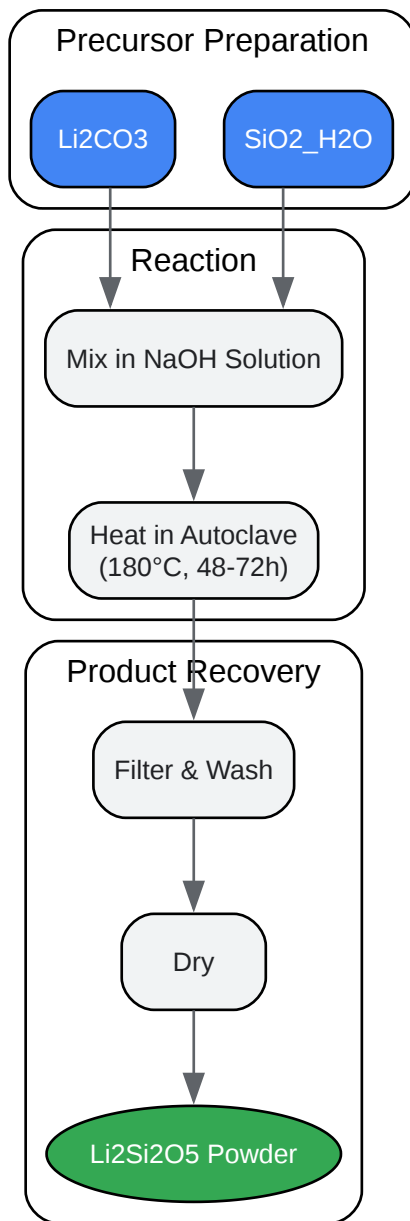 Precursor Preparation
Li2CO3
SiO2_H2O
Reaction
Mix in NaOH Solution
Heat in Autoclave
(180°C, 48-72h)
Product Recovery
Filter & Wash
Dry
Li2Si2O5 Powder